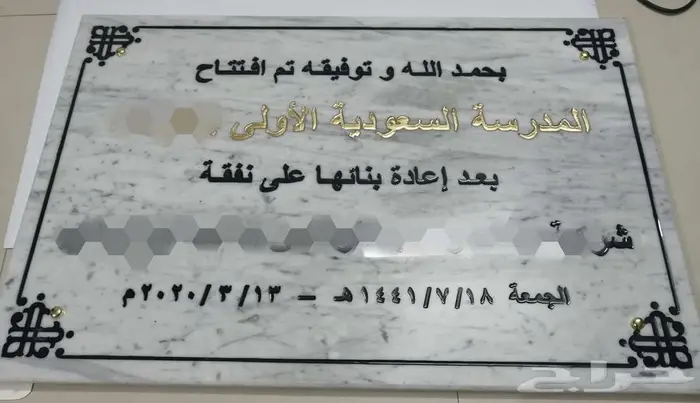 بحمد الله و توفيقه تم افتتاح
المدرسة السعودية الأولى
بعد إعادة بنائها على نفقة
الجمعة ١٤٤١/٧/١٨هـ – ٢٠٢٠/٣/١٣م
حراج